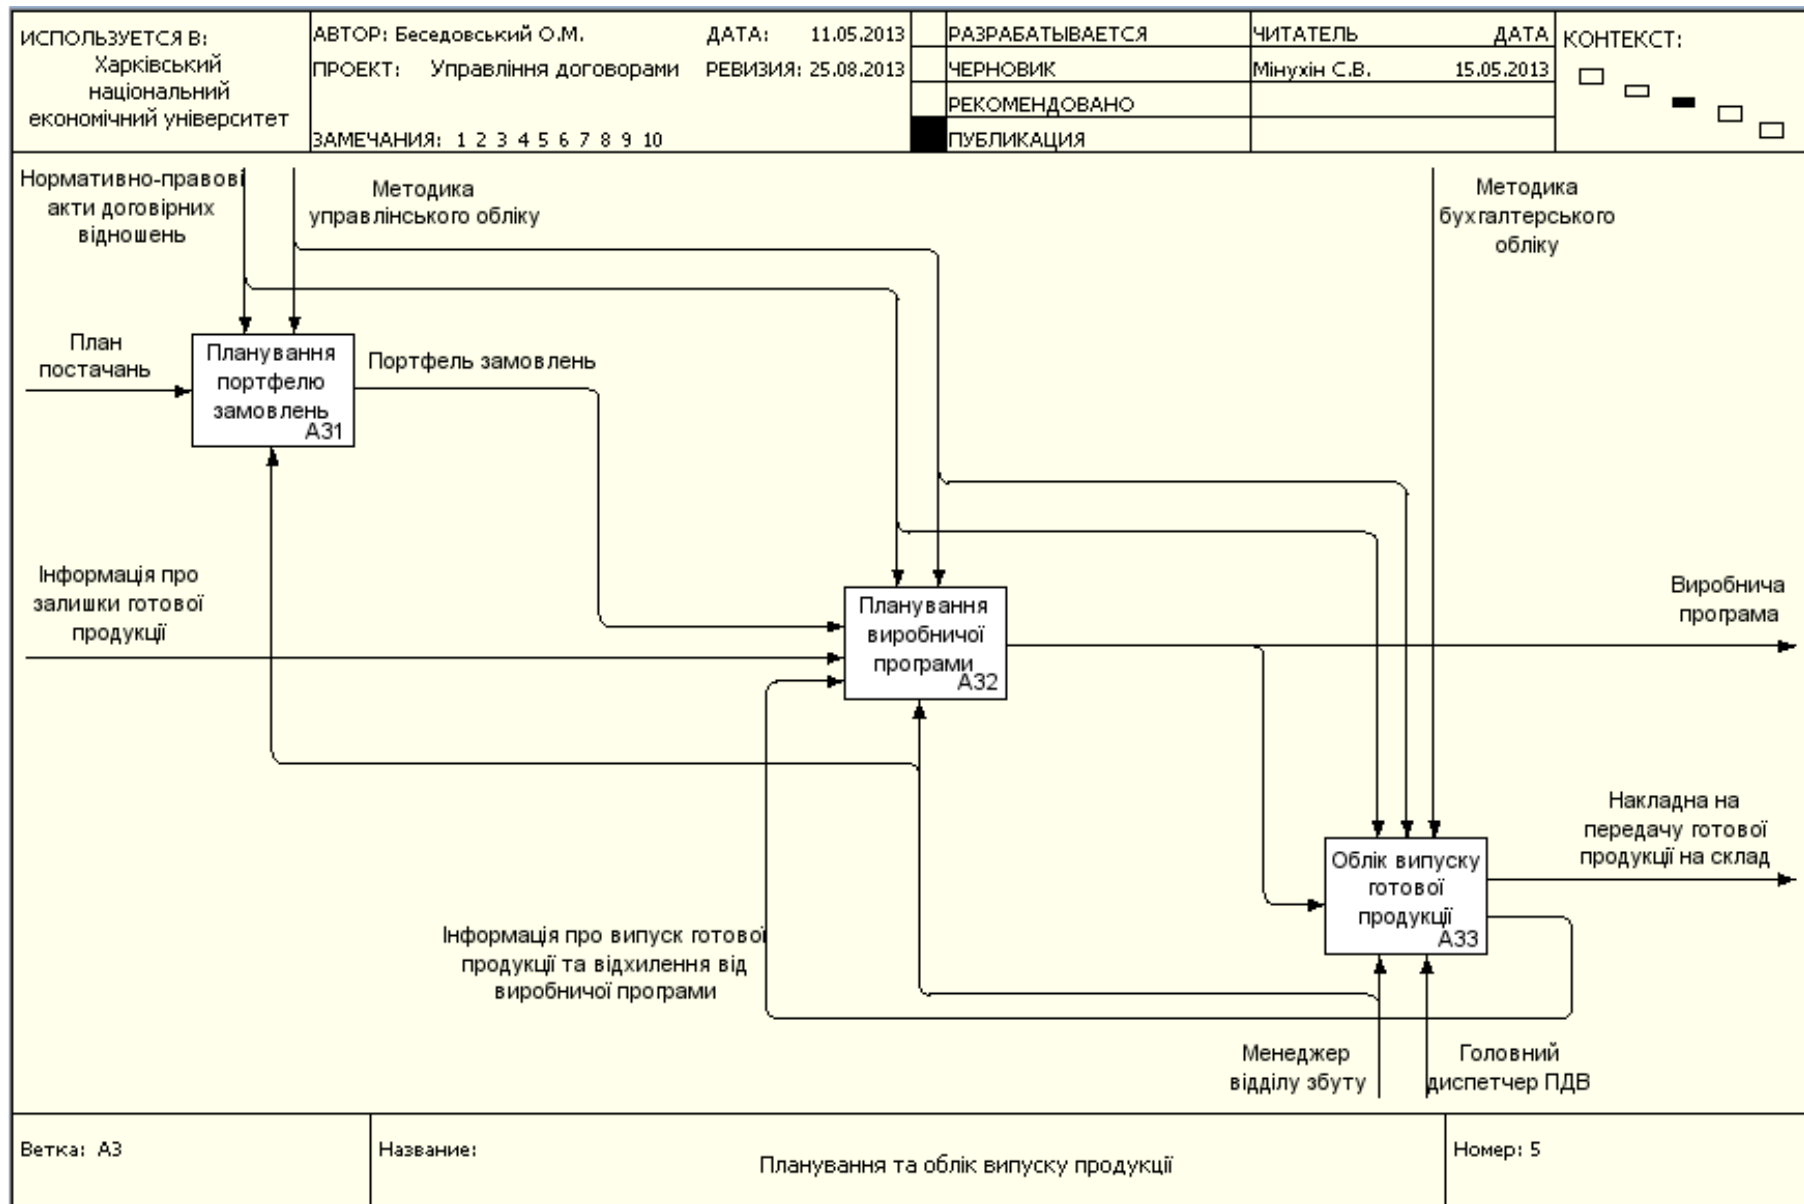 ИСПОЛЬЗУЕТСЯ В:
Харківський
національний
економічний університет
АВТОР: Беседовський О.М.
ДАТА: 11.05.2013
ПРОЕКТ: Управління договорами
РЕВИЗИЯ: 25.08.2013
ЗАМЕЧАНИЯ: 1 2 3 4 5 6 7 8 9 10
РАЗРАБАТЫВАЕТСЯ
ЧЕРНОВИК
РЕКОМЕНДОВАНО
ПУБЛИКАЦИЯ
ЧИТАТЕЛЬ ДАТА
Мінухін С.В. 15.05.2013
КОНТЕКСТ:
Нормативно-правові
акти договірних
відношень
Методика
управлінського обліку
Методика
бухгалтерського
обліку
План
постачань
Планування
портфелю
замовлень
А31
Портфель замовлень
Інформація про
залишки готової
продукції
Планування
виробничої
програми
А32
Виробнича
програма
Накладна на
передачу готової
продукції на склад
Облік випуску
готової
продукції
А33
Інформація про випуск готової
продукції та відхилення від
виробничої програми
Менеджер
відділу збуту
Головний
диспетчер ПДВ
Ветка: А3
Название:
Планування та облік випуску продукції
Номер: 5